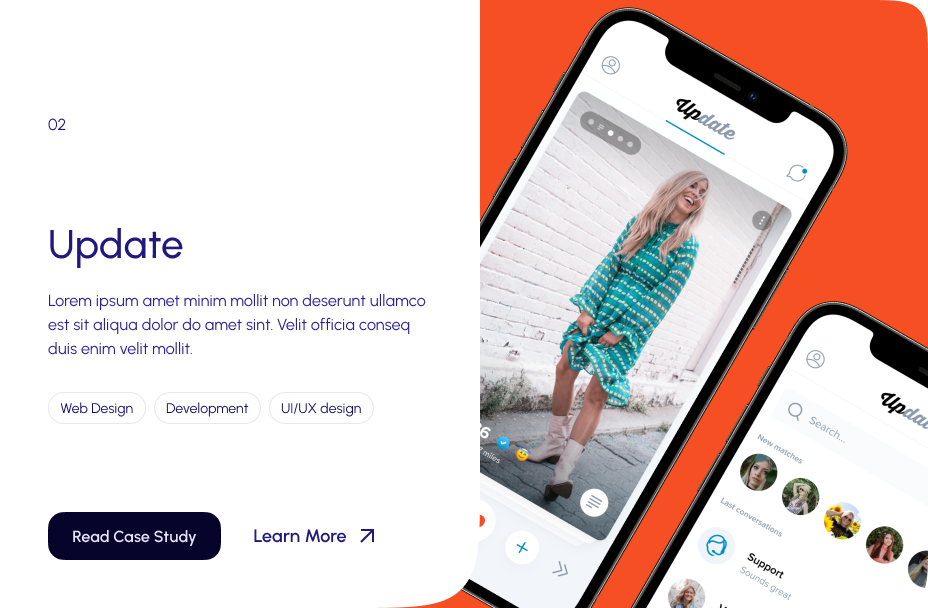 02
Update
Lorem ipsum amet minim mollit non deserunt ullamco
est sit aliqua dolor do amet sint. Velit officia conseq
duis enim velit mollit.
Web Design
Development
UI/UX design
Read Case Study
Learn More
Update
miles
Search...
New matches
Last conversations
Support
Sounds great